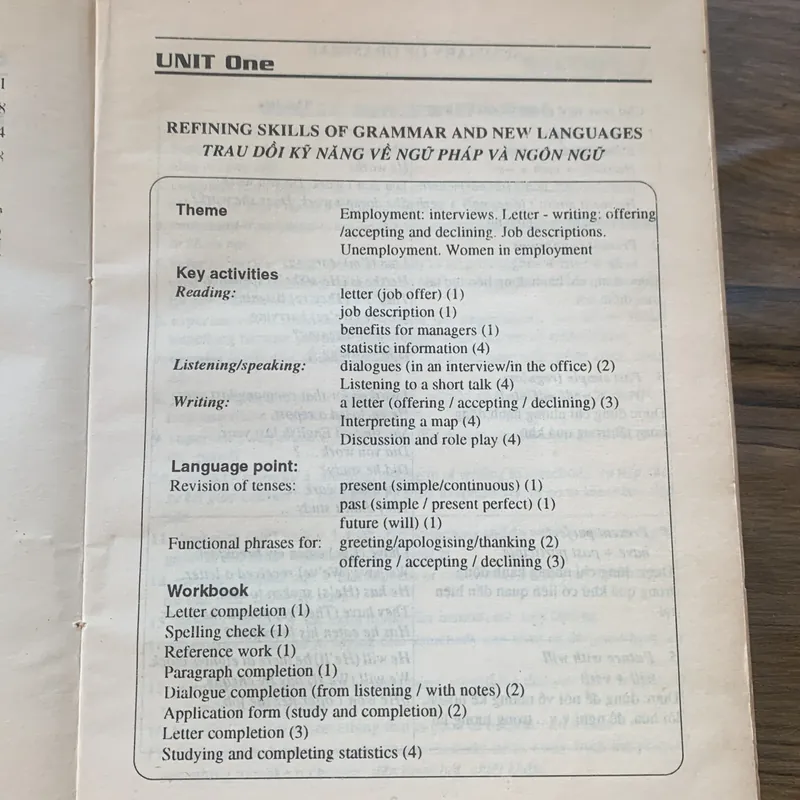 UNIT One
REFINING SKILLS OF GRAMMAR AND NEW LANGUAGES
TRAU DỒI KỸ NĂNG VỀ NGỮ PHÁP VÀ NGÔN NGỮ
Theme Employment: interviews. Letter - writing: offering
/accepting and declining. Job descriptions.
Unemployment. Women in employment
Key activities
Reading: letter (job offer) (1)
job description (1)
benefits for managers (1)
statistic information (4)
Listening/speaking: dialogues (in an interview/in the office) (2)
Listening to a short talk (4)
Writing: a letter (offering / accepting / declining) (3)
Interpreting a map (4)
Discussion and role play (4)
Language point:
Revision of tenses: present (simple/continuous) (1)
past (simple / present perfect) (1)
future (will) (1)
Functional phrases for: greeting/apologising/thanking (2)
offering / accepting / declining (3)
Workbook
Letter completion (1)
Spelling check (1)
Reference work (1)
Paragraph completion (1)
Dialogue completion (from listening / with notes) (2)
Application form (study and completion) (2)
Letter completion (3)
Studying and completing statistics (4)